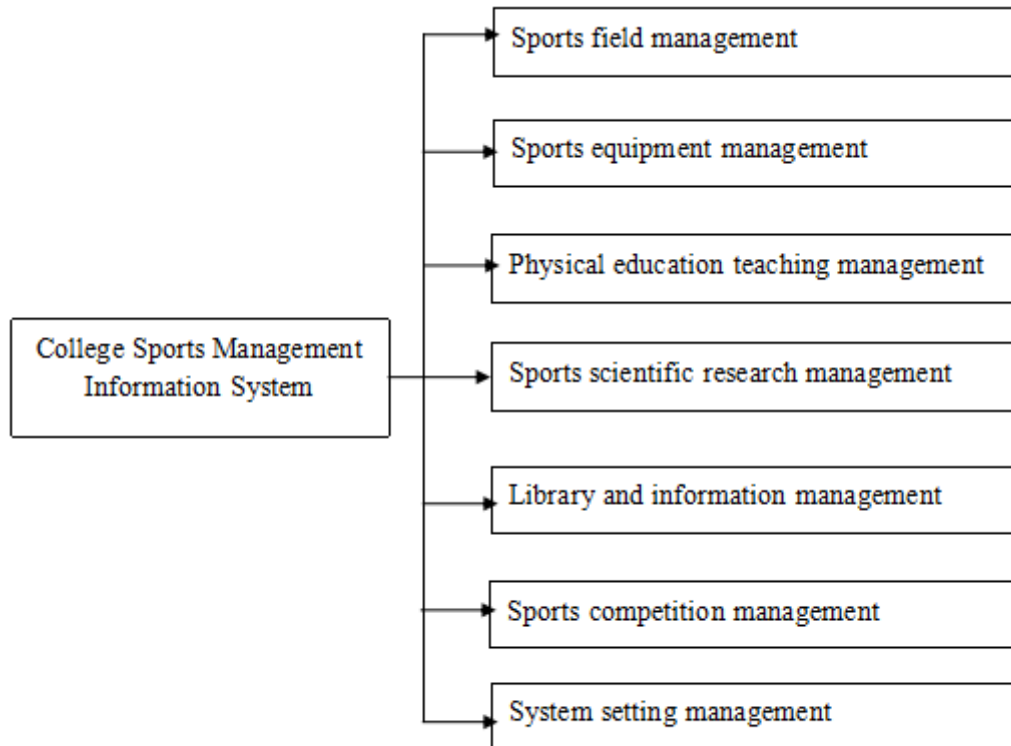 Sports field management
Sports equipment management
Physical education teaching management
College Sports Management
Information System
Sports scientific research management
Library and information management
Sports competition management
System setting management